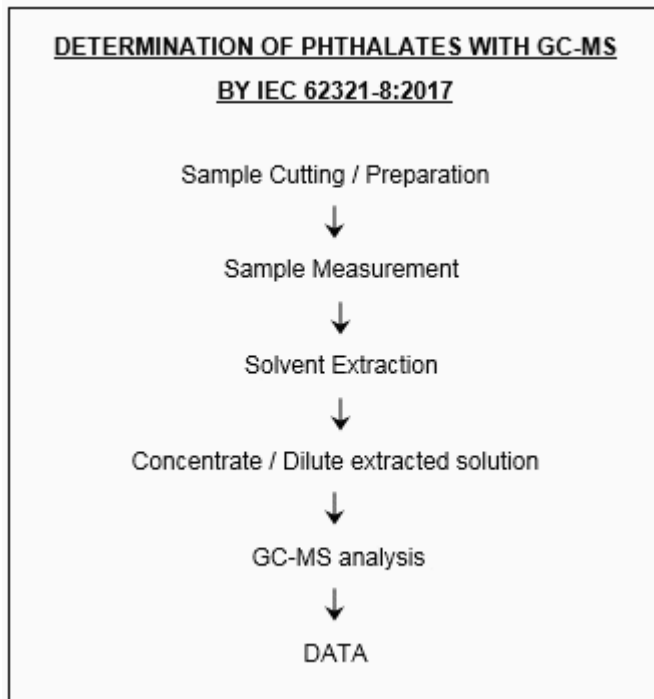 DETERMINATION OF PHTHALATES WITH GC-MS
BY IEC 62321-8:2017
Sample Cutting / Preparation
Sample Measurement
Solvent Extraction
Concentrate / Dilute extracted solution
GC-MS analysis
DATA